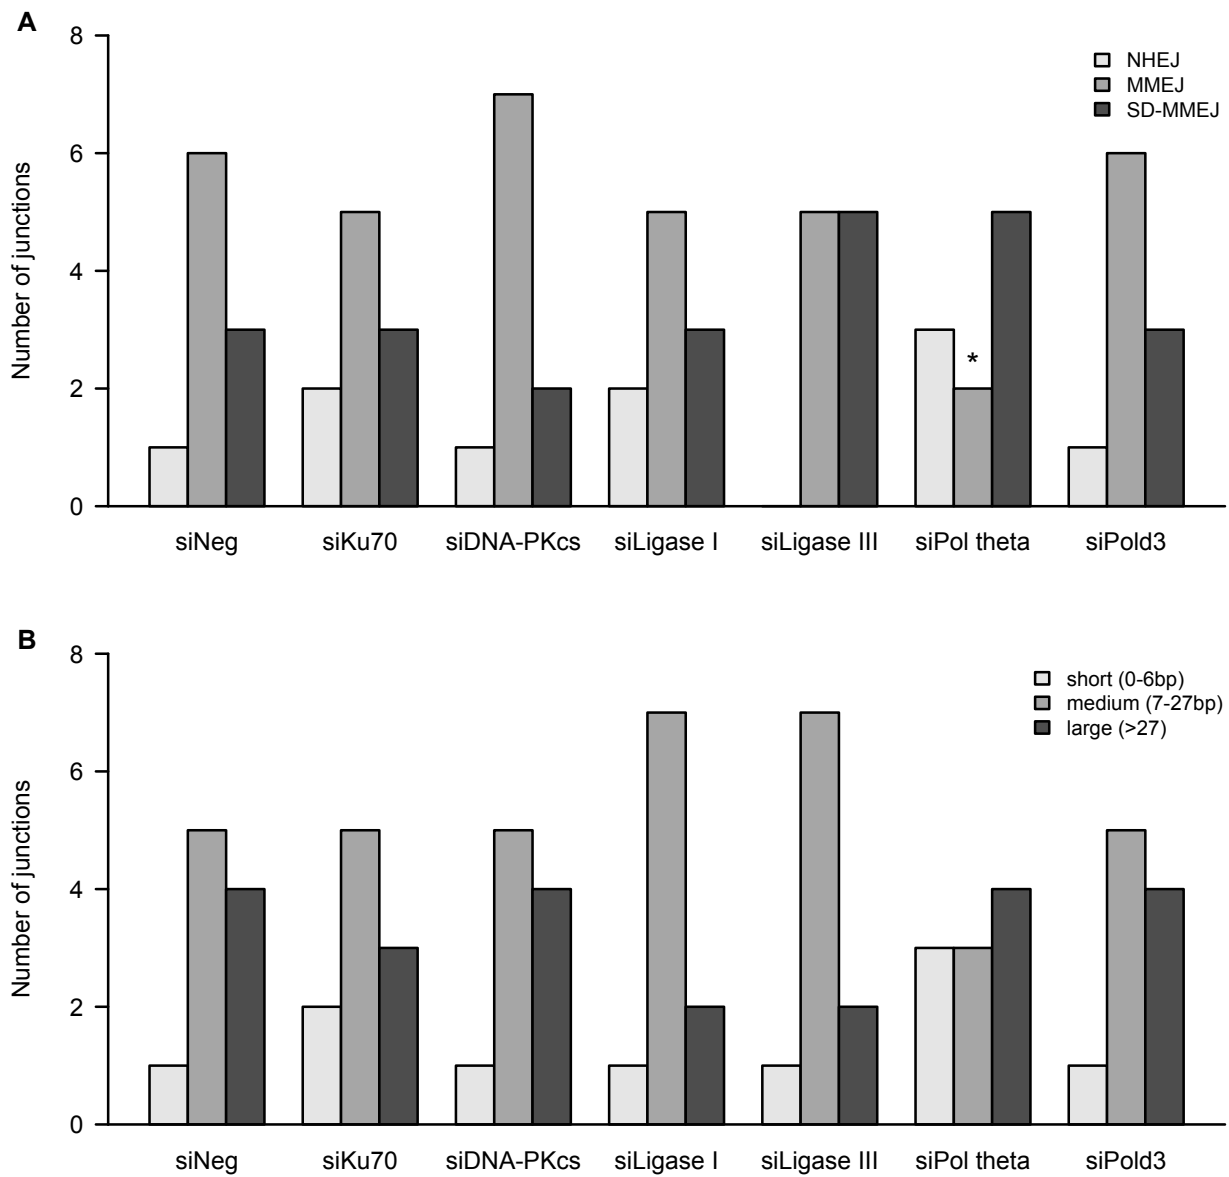 A
8
6
4
2
0
Number of junctions
NHEJ
MMEJ
SD-MMEJ
*
siNeg siKu70 siDNA-PKcs siLigase I siLigase III siPol theta siPold3
B
8
6
4
2
0
Number of junctions
short (0-6bp)
medium (7-27bp)
large (>27)
siNeg siKu70 siDNA-PKcs siLigase I siLigase III siPol theta siPold3